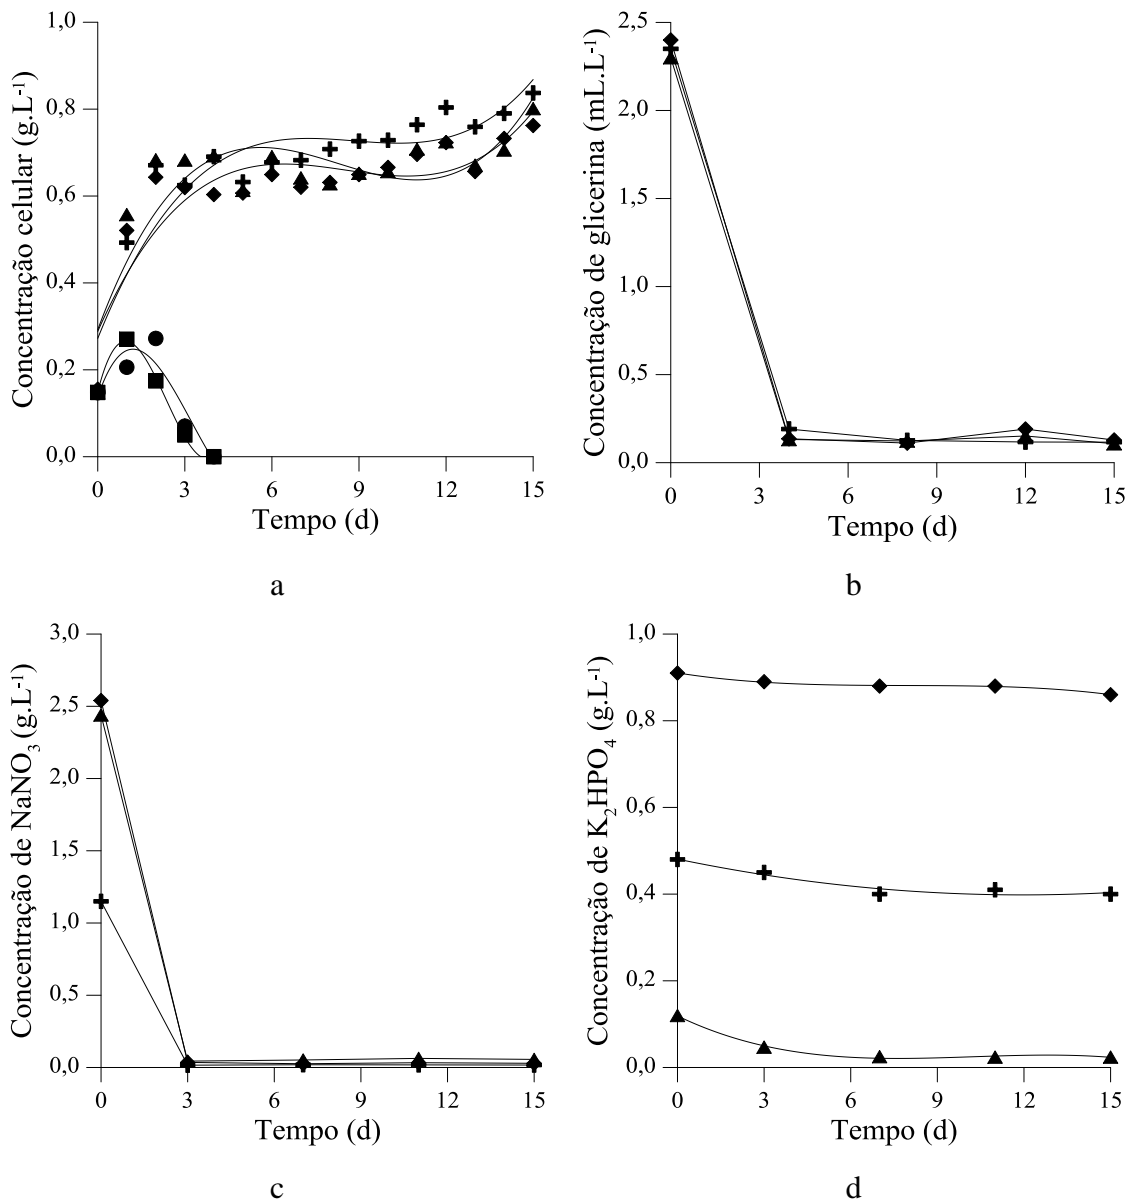 1,0
0,8
0,6
0,4
0,2
0,0
Concentração celular (g.L⁻¹)
0 3 6 9 12 15
Tempo (d)
a
2,5
2,0
1,5
1,0
0,5
0,0
Concentração de glicerina (mL.L⁻¹)
0 3 6 9 12 15
Tempo (d)
b
3,0
2,5
2,0
1,5
1,0
0,5
0,0
Concentração de NaNO₃ (g.L⁻¹)
0 3 6 9 12 15
Tempo (d)
c
1,0
0,8
0,6
0,4
0,2
0,0
Concentração de K₂HPO₄ (g.L⁻¹)
0 3 6 9 12 15
Tempo (d)
d